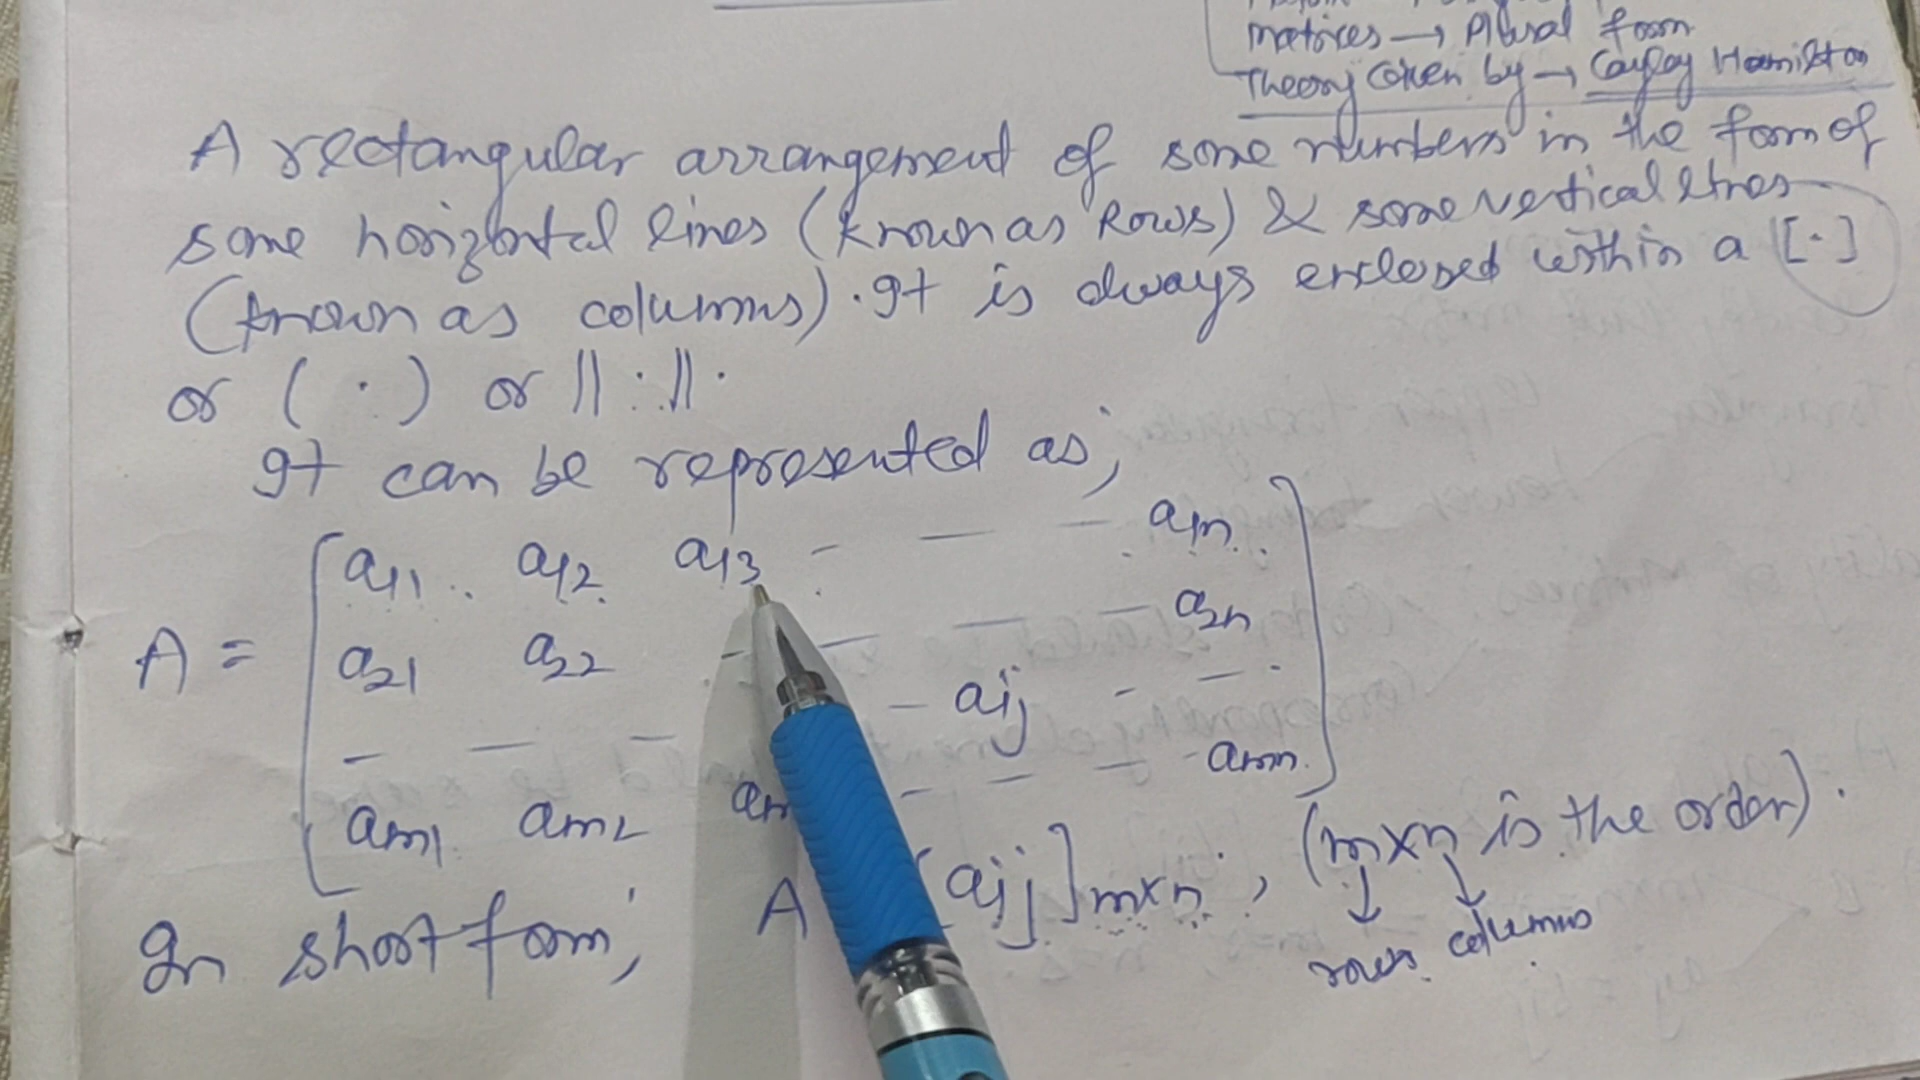 matrices → Plural form
Theory Given by → Cayley Hamilton
A rectangular arrangement of some numbers in the form of
some horizontal lines (known as Rows) & some vertical lines
(known as columns). It is always enclosed within a [·]
or ( · ) or || : ||.
It can be represented as,
a11 a12 a13 - - - a1n
a21 a22 - - - - a2n
A =
- - - - aij - - -
am1 am2 - - - amn
In short form, A [aij]m×n, (m×n is the order).
rows columns